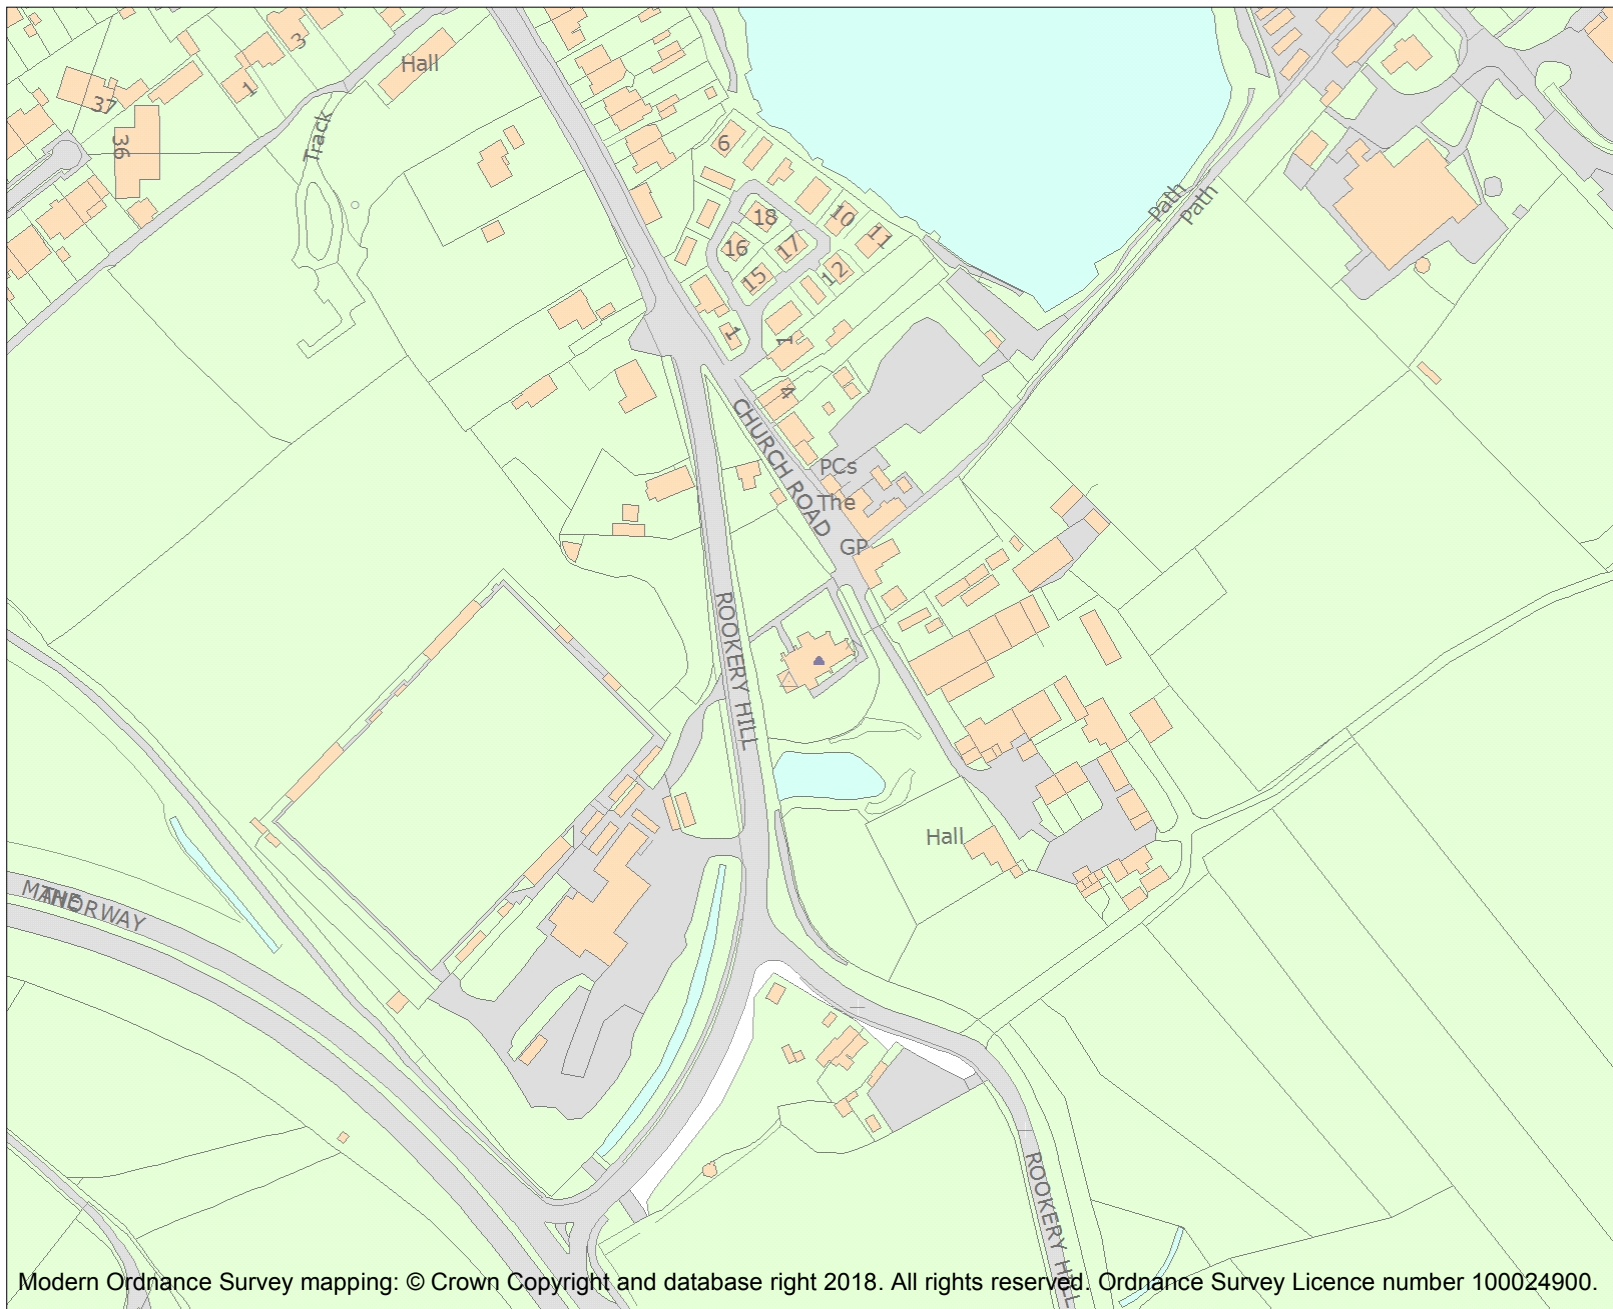 3
Hall
1
37
36
Track
6
Path
Path
18
10
11
16
17
12
15
1
1
4
CHURCH ROAD
PCs
The
GP
ROOKERY HILL
Hall
THE
MANORWAY
ROOKERY HILL
Modern Ordnance Survey mapping: © Crown Copyright and database right 2018. All rights reserved. Ordnance Survey Licence number 100024900.